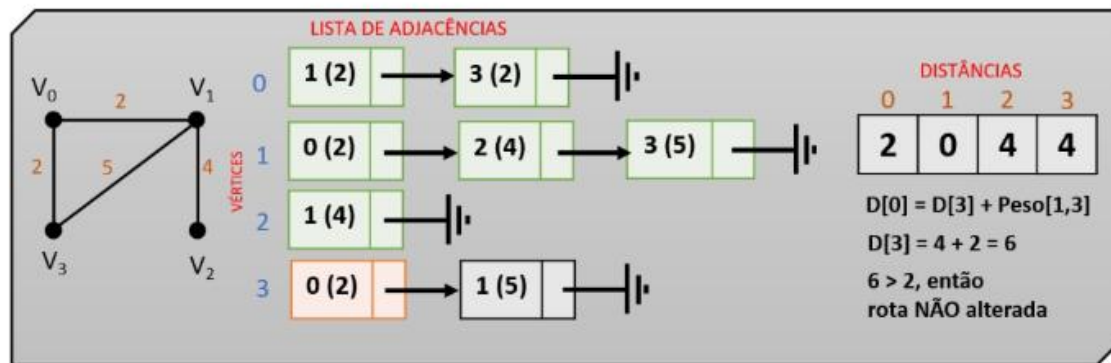 LISTA DE ADJACÊNCIAS
V0
V1
2
2
5
4
V3
V2
VÉRTICES
0
1 (2)
3 (2)
1
0 (2)
2 (4)
3 (5)
2
1 (4)
3
0 (2)
1 (5)
DISTÂNCIAS
0 1 2 3
2 0 4 4
D[0] = D[3] + Peso[1,3]
D[3] = 4 + 2 = 6
6 > 2, então
rota NÃO alterada